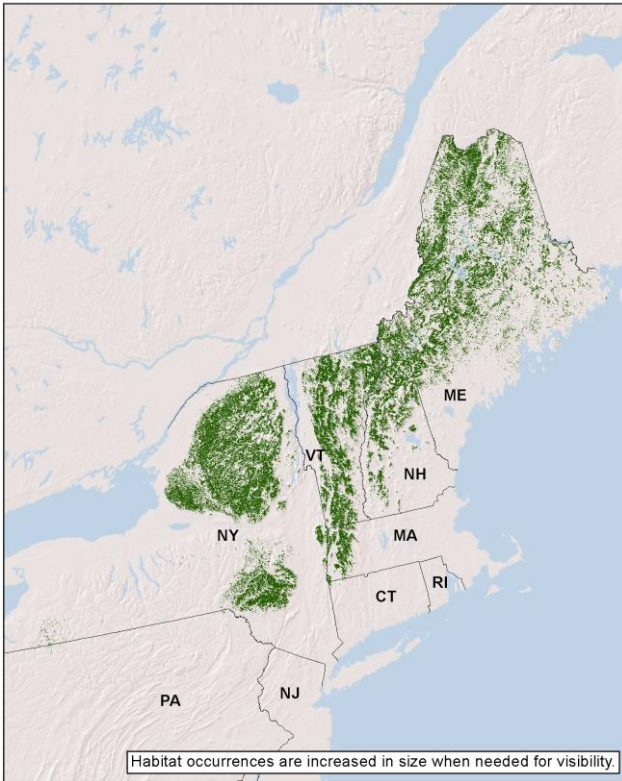 ME
VT
NH
NY
MA
CT
RI
PA
NJ
Habitat occurrences are increased in size when needed for visibility.